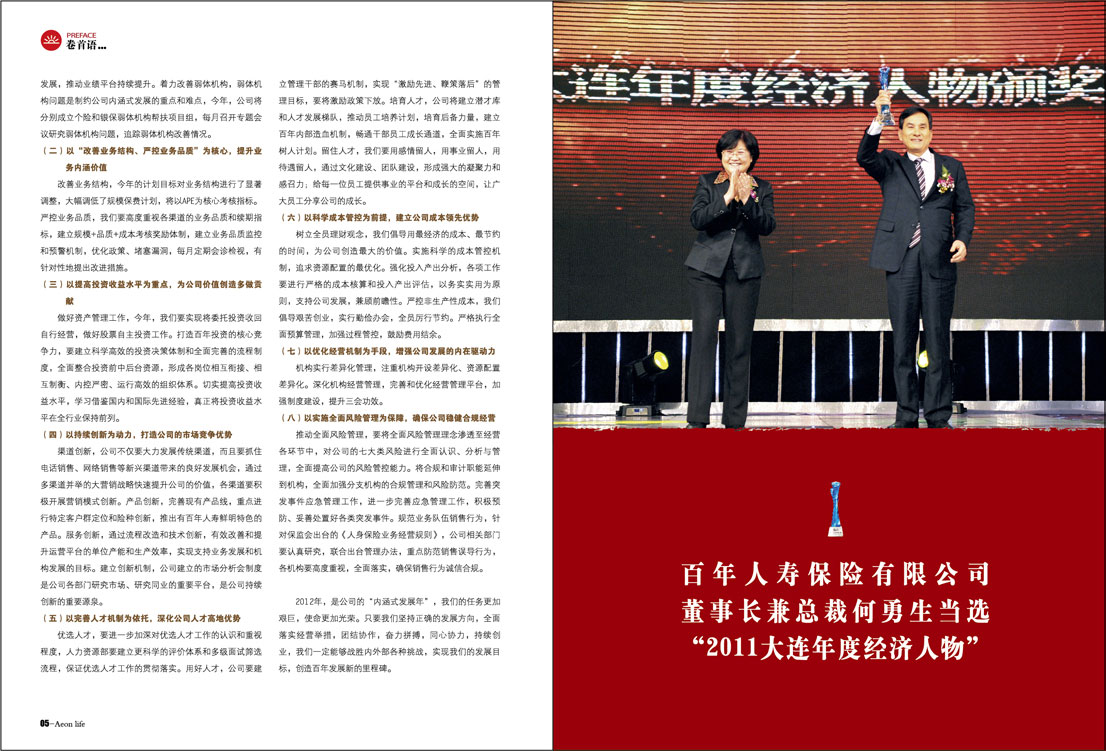 PREFACE
卷首语...
发展，推动业绩平台持续提升。着力改善弱体机构，弱体机
构问题是制约公司内涵式发展的重点和难点，今年，公司将
分别成立个险和银保弱体机构帮扶项目组，每月召开专题会
议研究弱体机构问题，追踪弱体机构改善情况。
（二）以“改善业务结构、严控业务品质”为核心，提升业
务内涵价值
改善业务结构，今年的计划目标对业务结构进行了显著
调整，大幅调低了规模保费计划，将以APE为核心考核指标。
严控业务品质，我们要高度重视各渠道的业务品质和续期指
标，建立规模+品质+成本考核奖励体制，建立业务品质监控
和预警机制，优化政策、堵塞漏洞，每月定期会诊检视，有
针对性地提出改进措施。
（三）以提高投资收益水平为重点，为公司价值创造多做贡
献
做好资产管理工作，今年，我们要实现将委托投资收回
自行经营，做好股票自主投资工作。打造百年投资的核心竞
争力，要建立科学高效的投资决策体制和全面完善的流程制
度，全面整合投资前中后台资源，形成各岗位相互衔接、相
互制衡、内控严密、运行高效的组织体系。切实提高投资收
益水平，学习借鉴国内和国际先进经验，真正将投资收益水
平在全行业保持前列。
（四）以持续创新为动力，打造公司的市场竞争优势
渠道创新，公司不仅要大力发展传统渠道，而且要抓住
电话销售、网络销售等新兴渠道带来的良好发展机会，通过
多渠道并举的大营销战略快速提升公司的价值，各渠道要积
极开展营销模式创新。产品创新，完善现有产品线，重点进
行特定客户群定位和险种创新，推出有百年人寿鲜明特色的
产品。服务创新，通过流程改造和技术创新，有效改善和提
升运营平台的单位产能和生产效率，实现支持业务发展和机
构发展的目标。建立创新机制，公司建立的市场分析会制度
是公司各部门研究市场、研究同业的重要平台，是公司持续
创新的重要源泉。
（五）以完善人才机制为依托，深化公司人才高地优势
优选人才，要进一步加深对优选人才工作的认识和重视
程度，人力资源部要建立更科学的评价体系和多级面试筛选
流程，保证优选人才工作的贯彻落实。用好人才，公司要建
立管理干部的赛马机制，实现“激励先进、鞭策落后”的管
理目标，要将激励政策下放。培育人才，公司将建立潜才库
和人才发展梯队，推动员工培养计划，培育后备力量，建立
百年内部造血机制，畅通干部员工成长通道，全面实施百年
树人计划。留住人才，我们要用感情留人，用事业留人，用
待遇留人，通过文化建设、团队建设，形成强大的凝聚力和
感召力；给每一位员工提供事业的平台和成长的空间，让广
大员工分享公司的成长。
（六）以科学成本管控为前提，建立公司成本领先优势
树立全员理财观念，我们倡导用最经济的成本、最节约
的时间，为公司创造最大的价值。实施科学的成本管控机
制，追求资源配置的最优化。强化投入产出分析，各项工作
要进行严格的成本核算和投入产出评估，以务实实用为原
则，支持公司发展，兼顾前瞻性。严控非生产性成本，我们
倡导艰苦创业，实行勤俭办会，全员厉行节约。严格执行全
面预算管理，加强过程管控，鼓励费用结余。
（七）以优化经营机制为手段，增强公司发展的内在驱动力
机构实行差异化管理，注重机构开设差异化、资源配置
差异化。深化机构经营管理，完善和优化经营管理平台，加
强制度建设，提升三会功效。
（八）以实施全面风险管理为保障，确保公司稳健合规经营
推动全面风险管理，要将全面风险管理理念渗透至经营
各环节中，对公司的七大类风险进行全面认识、分析与管
理，全面提高公司的风险管控能力。将合规和审计职能延伸
到机构，全面加强分支机构的合规管理和风险防范。完善突
发事件应急管理工作，进一步完善应急管理工作，积极预
防、妥善处置好各类突发事件。规范业务队伍销售行为，针
对保监会出台的《人身保险业务经营规则》，公司相关部门
要认真研究，联合出台管理办法，重点防范销售误导行为，
各机构要高度重视，全面落实，确保销售行为诚信合规。
2012年，是公司的“内涵式发展年”，我们的任务更加
艰巨，使命更加光荣。只要我们坚持正确的发展方向，全面
落实经营举措，团结协作，奋力拼搏，同心协力，持续创
业，我们一定能够战胜内外部各种挑战，实现我们的发展目
标，创造百年发展新的里程碑。
05-Aeon life
大连年度经济人物颁奖
百年人寿保险有限公司
董事长兼总裁何勇生当选
“2011大连年度经济人物”